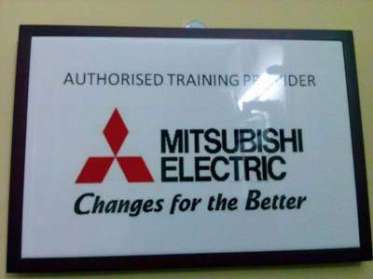 AUTHORISED TRAINING PROVIDER
MITSUBISHI
ELECTRIC
Changes for the Better